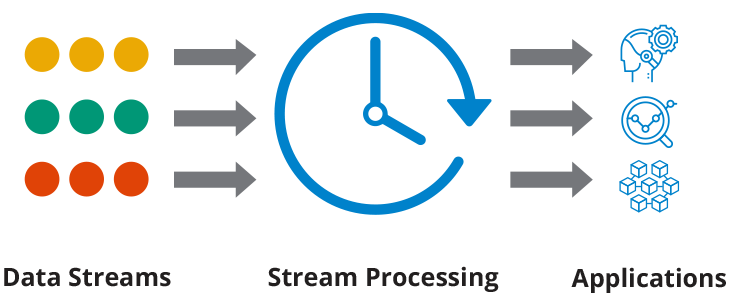 Data Streams
Stream Processing
Applications